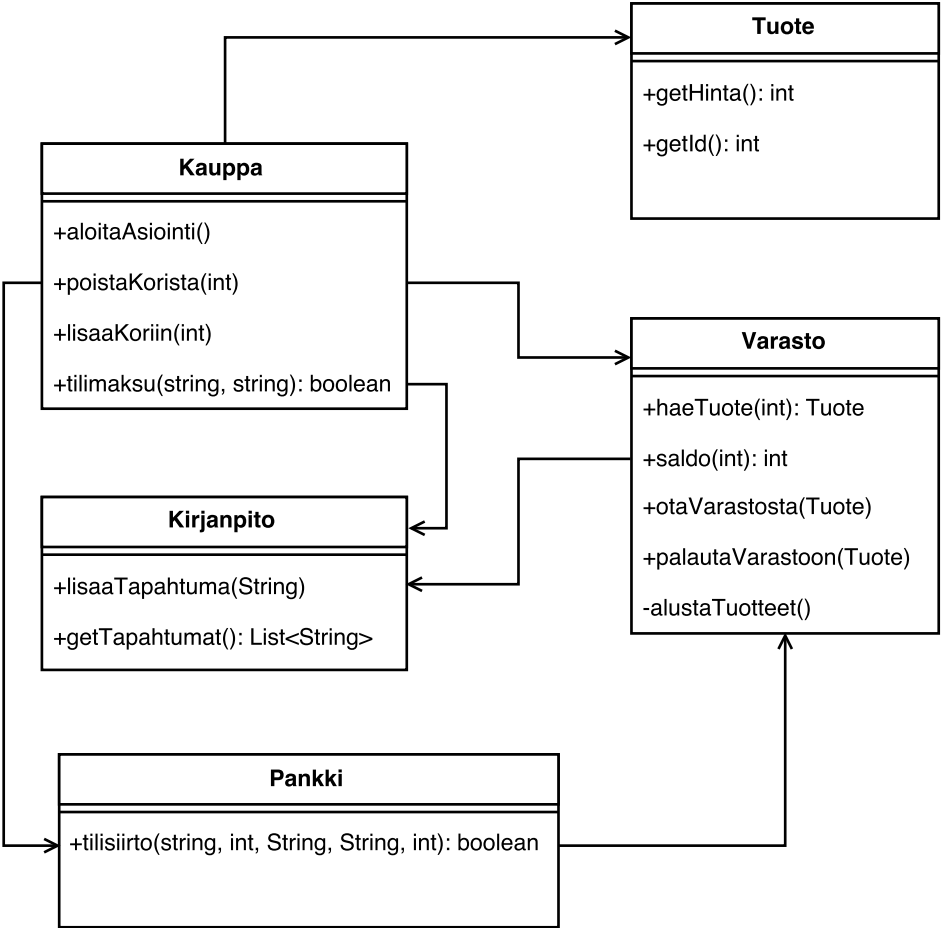 Tuote
+getHinta(): int
+getId(): int
Kauppa
+aloitaAsiointi()
+poistaKorista(int)
+lisaaKoriin(int)
+tilimaksu(string, string): boolean
Varasto
+haeTuote(int): Tuote
+saldo(int): int
+otaVarastosta(Tuote)
+palautaVarastoon(Tuote)
-alustaTuotteet()
Kirjanpito
+lisaaTapahtuma(String)
+getTapahtumat(): List<String>
Pankki
+tilisiirto(string, int, String, String, int): boolean